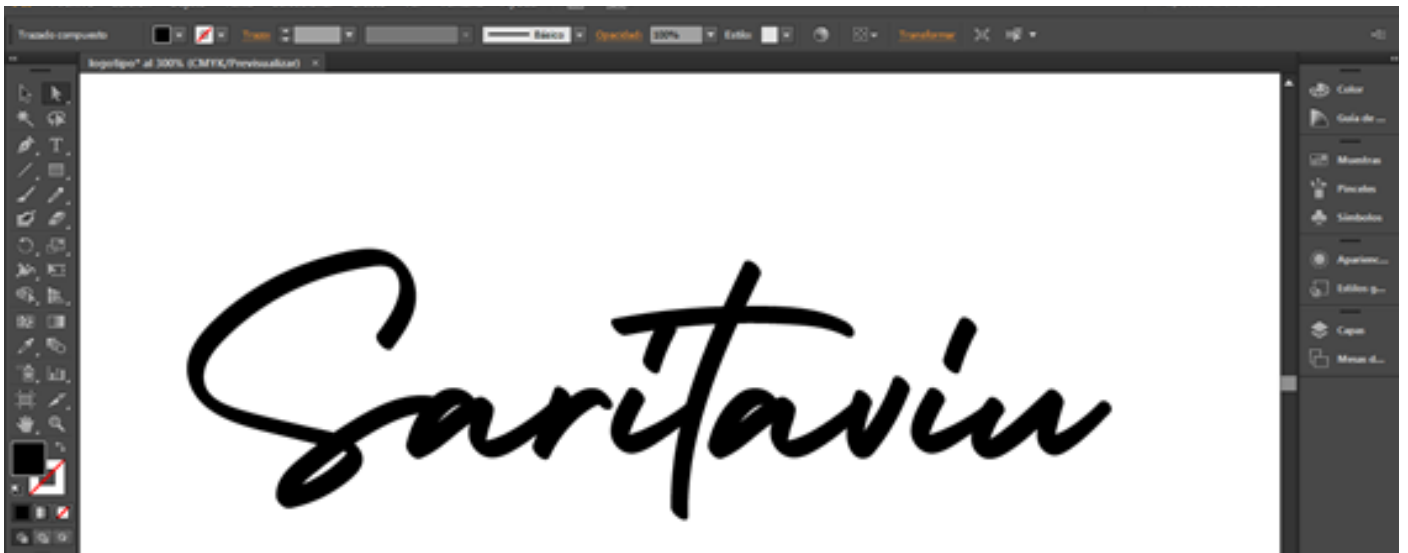 Trazado compuesto Trazo: Básico Opacidad: 100% Estilo: Transformar
logotipo* al 300% (CMYK/Previsualizar) ×
Color
Guía de ...
Muestras
Pinceles
Símbolos
Aparienc...
Estilos g...
Capas
Mesas d...
Saritaviu